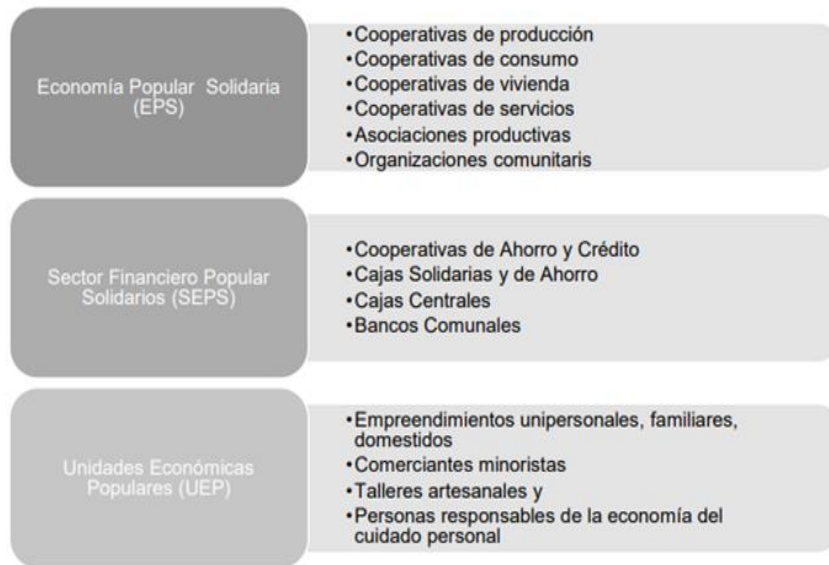 Economía Popular Solidaria
(EPS)
•Cooperativas de producción
•Cooperativas de consumo
•Cooperativas de vivienda
•Cooperativas de servicios
•Asociaciones productivas
•Organizaciones comunitaris
Sector Financiero Popular
Solidarios (SEPS)
•Cooperativas de Ahorro y Crédito
•Cajas Solidarias y de Ahorro
•Cajas Centrales
•Bancos Comunales
Unidades Económicas
Populares (UEP)
•Empreendimientos unipersonales, familiares,
domestidos
•Comerciantes minoristas
•Talleres artesanales y
•Personas responsables de la economía del
cuidado personal